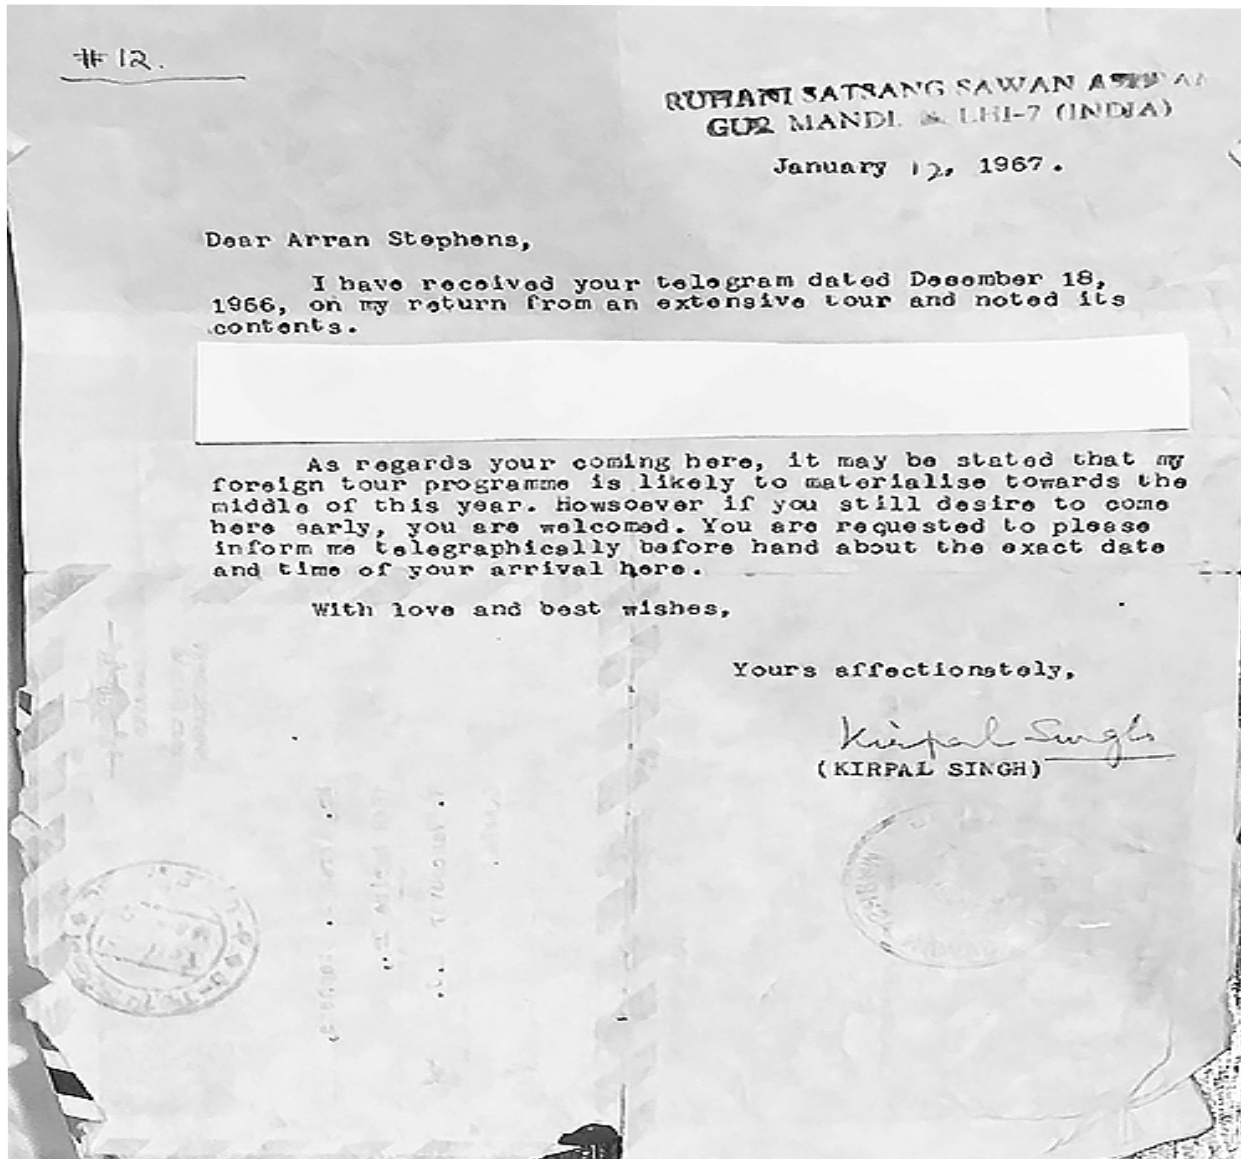 #12.
RUHANI SATSANG SAWAN
GUR MANDI LHI-7 (INDIA)
January 12, 1967.
Dear Arran Stephens,
I have received your telegram dated December 18,
1966, on my return from an extensive tour and noted its
contents.
As regards your coming here, it may be stated that my
foreign tour programme is likely to materialise towards the
middle of this year. Howsoever if you still desire to come
here early, you are welcomed. You are requested to please
inform me telegraphically before hand about the exact date
and time of your arrival here.
With love and best wishes,
Yours affectionately,
Kirpal Singh
(KIRPAL SINGH)